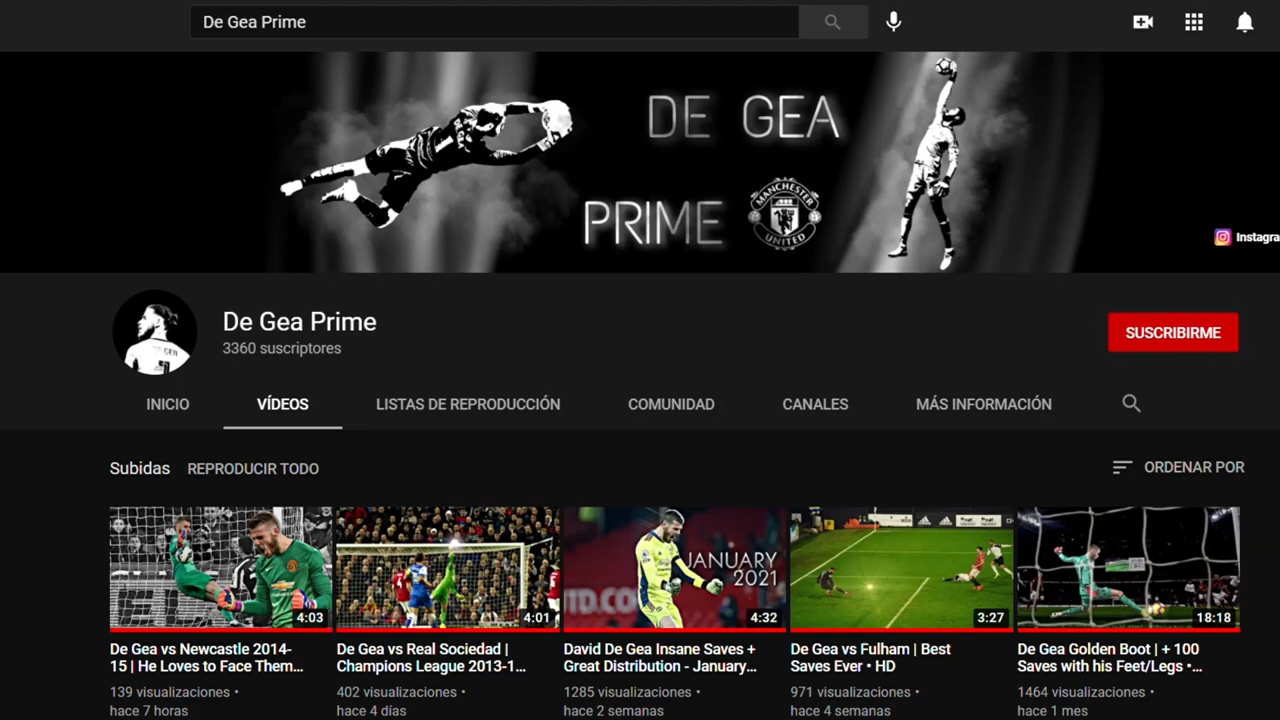 De Gea Prime
DE GEA
PRIME
MANCHESTER
UNITED
Instagra
De Gea Prime
3360 suscriptores
SUSCRIBIRME
INICIO
VÍDEOS
LISTAS DE REPRODUCCIÓN
COMUNIDAD
CANALES
MÁS INFORMACIÓN
Subidas
REPRODUCIR TODO
ORDENAR POR
JANUARY
2021
4:03
4:01
4:32
3:27
18:18
De Gea vs Newcastle 2014-
15 | He Loves to Face Them...
139 visualizaciones •
hace 7 horas
De Gea vs Real Sociedad |
Champions League 2013-1...
402 visualizaciones •
hace 4 días
David De Gea Insane Saves +
Great Distribution - January...
1285 visualizaciones •
hace 2 semanas
De Gea vs Fulham | Best
Saves Ever • HD
971 visualizaciones •
hace 4 semanas
De Gea Golden Boot | + 100
Saves with his Feet/Legs •...
1464 visualizaciones •
hace 1 mes